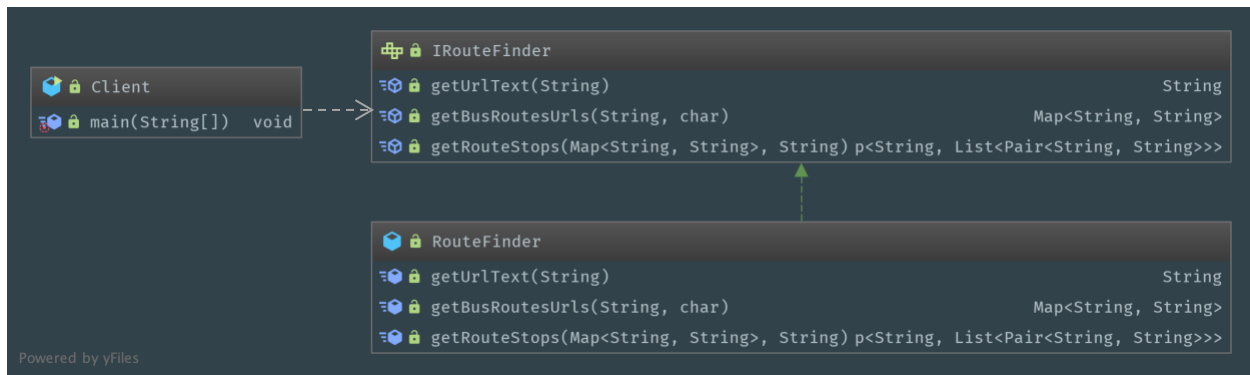 Client
main(String[]) void
IRouteFinder
getUrlText(String) String
getBusRoutesUrls(String, char) Map<String, String>
getRouteStops(Map<String, String>, String) p<String, List<Pair<String, String>>>
RouteFinder
getUrlText(String) String
getBusRoutesUrls(String, char) Map<String, String>
getRouteStops(Map<String, String>, String) p<String, List<Pair<String, String>>>
Powered by yFiles